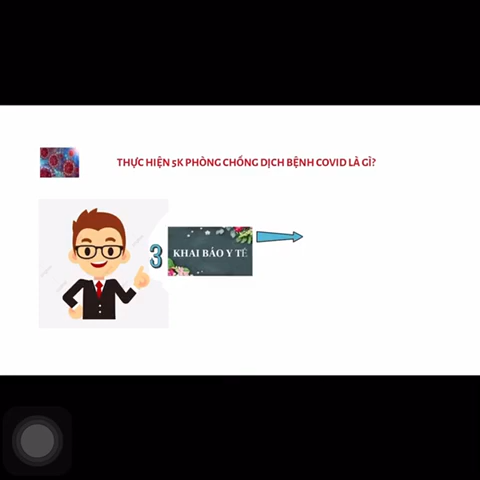 THỰC HIỆN 5K PHÒNG CHỐNG DỊCH BỆNH COVID LÀ GÌ?
3
KHAI BÁO Y TẾ